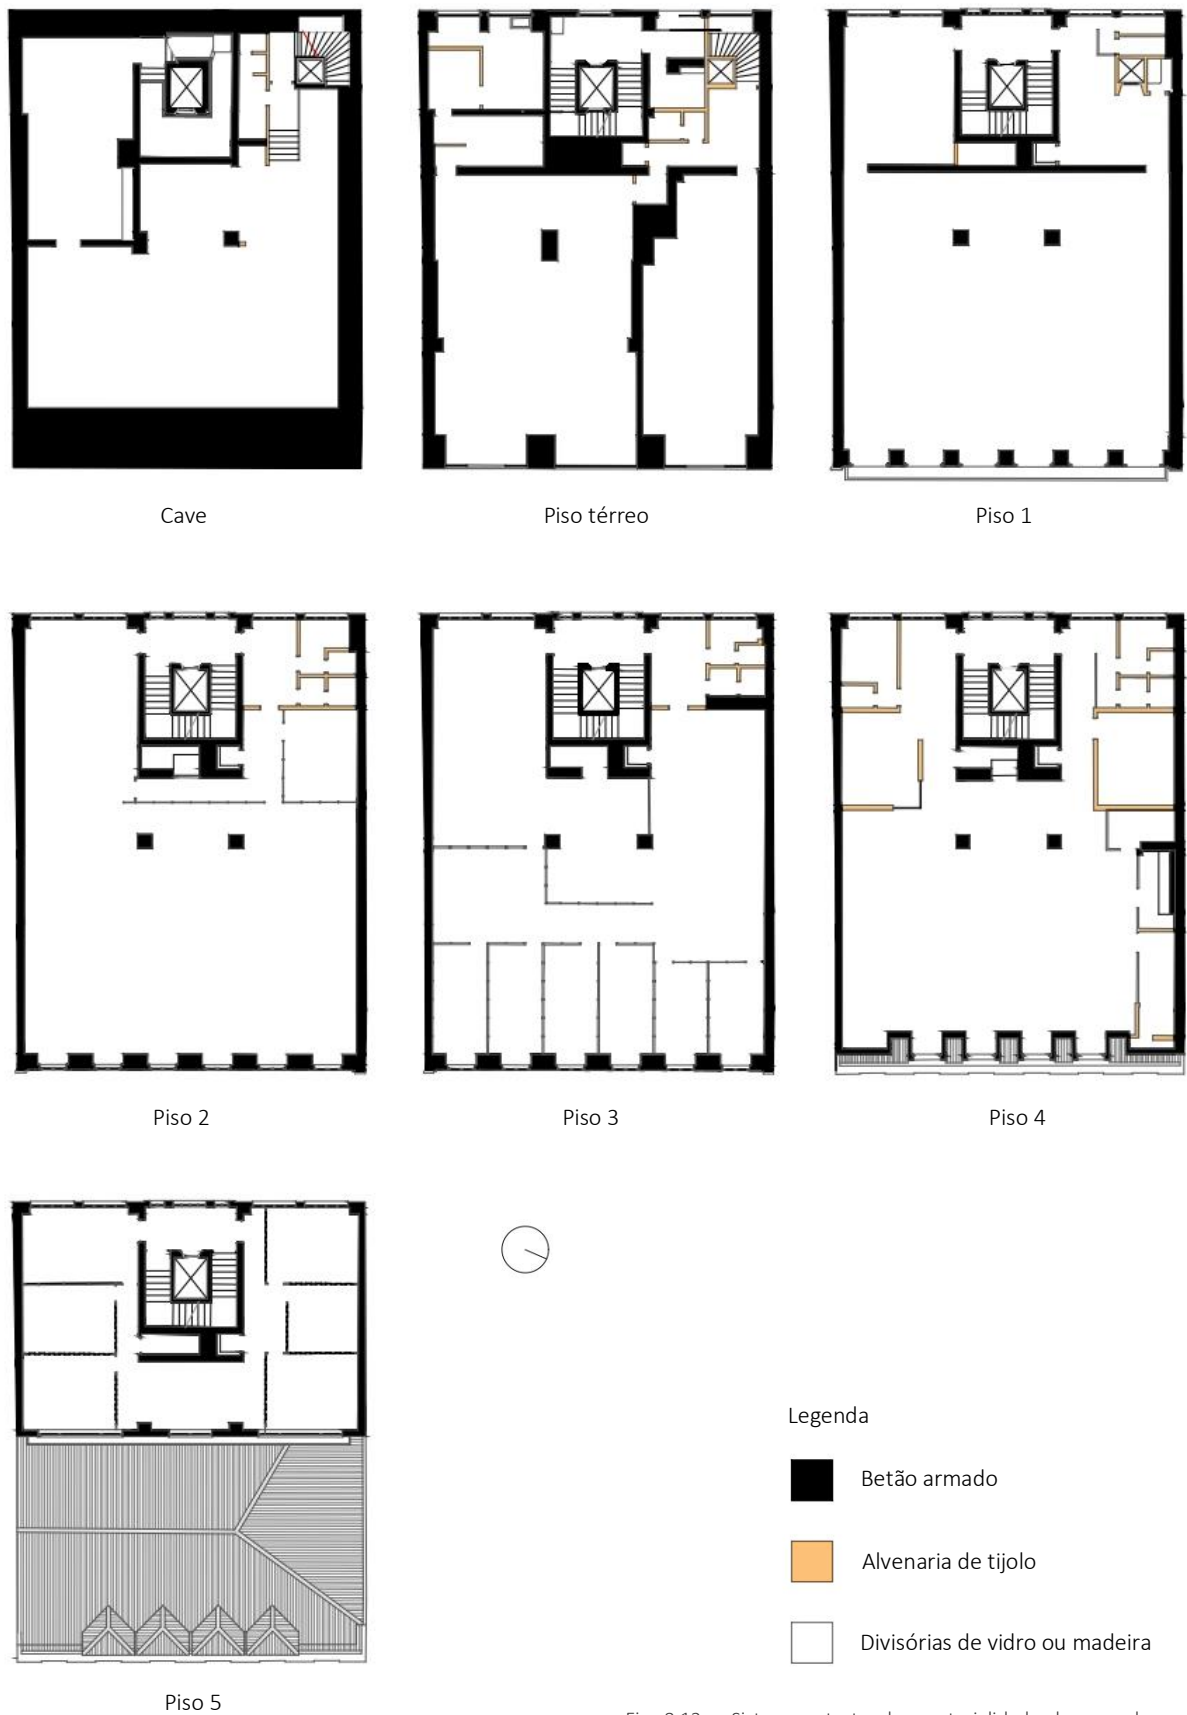 Cave
Piso térreo
Piso 1
Piso 2
Piso 3
Piso 4
Piso 5
Legenda
Betão armado
Alvenaria de tijolo
Divisórias de vidro ou madeira